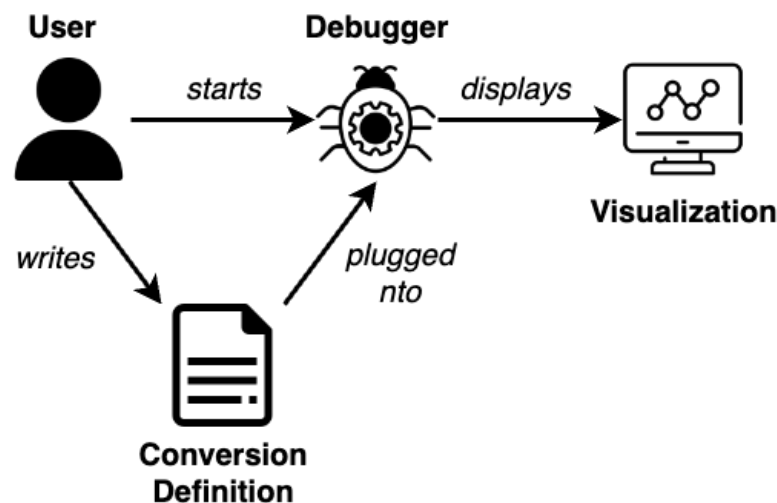 User
Debugger
starts
displays
Visualization
writes
plugged
nto
Conversion
Definition